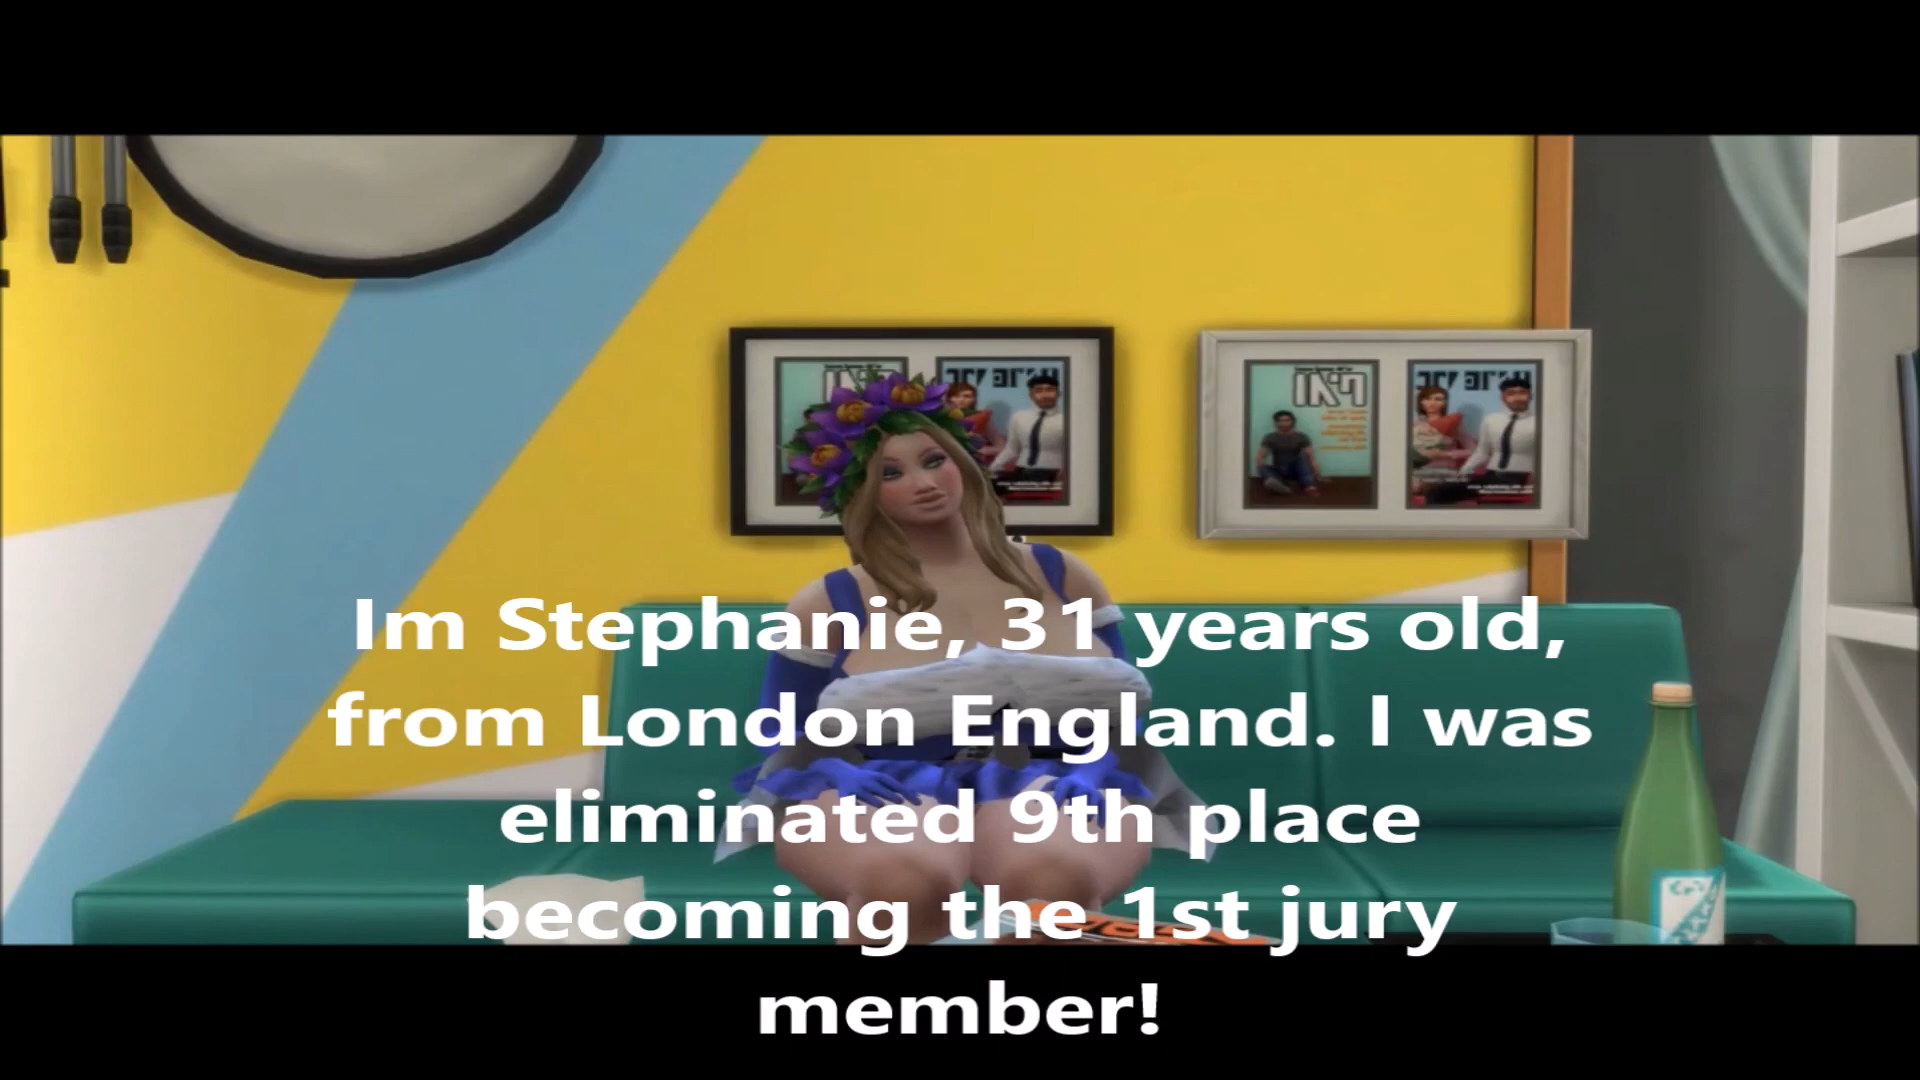 Im Stephanie, 31 years old,
from London England. I was
eliminated 9th place
becoming the 1st jury
member!